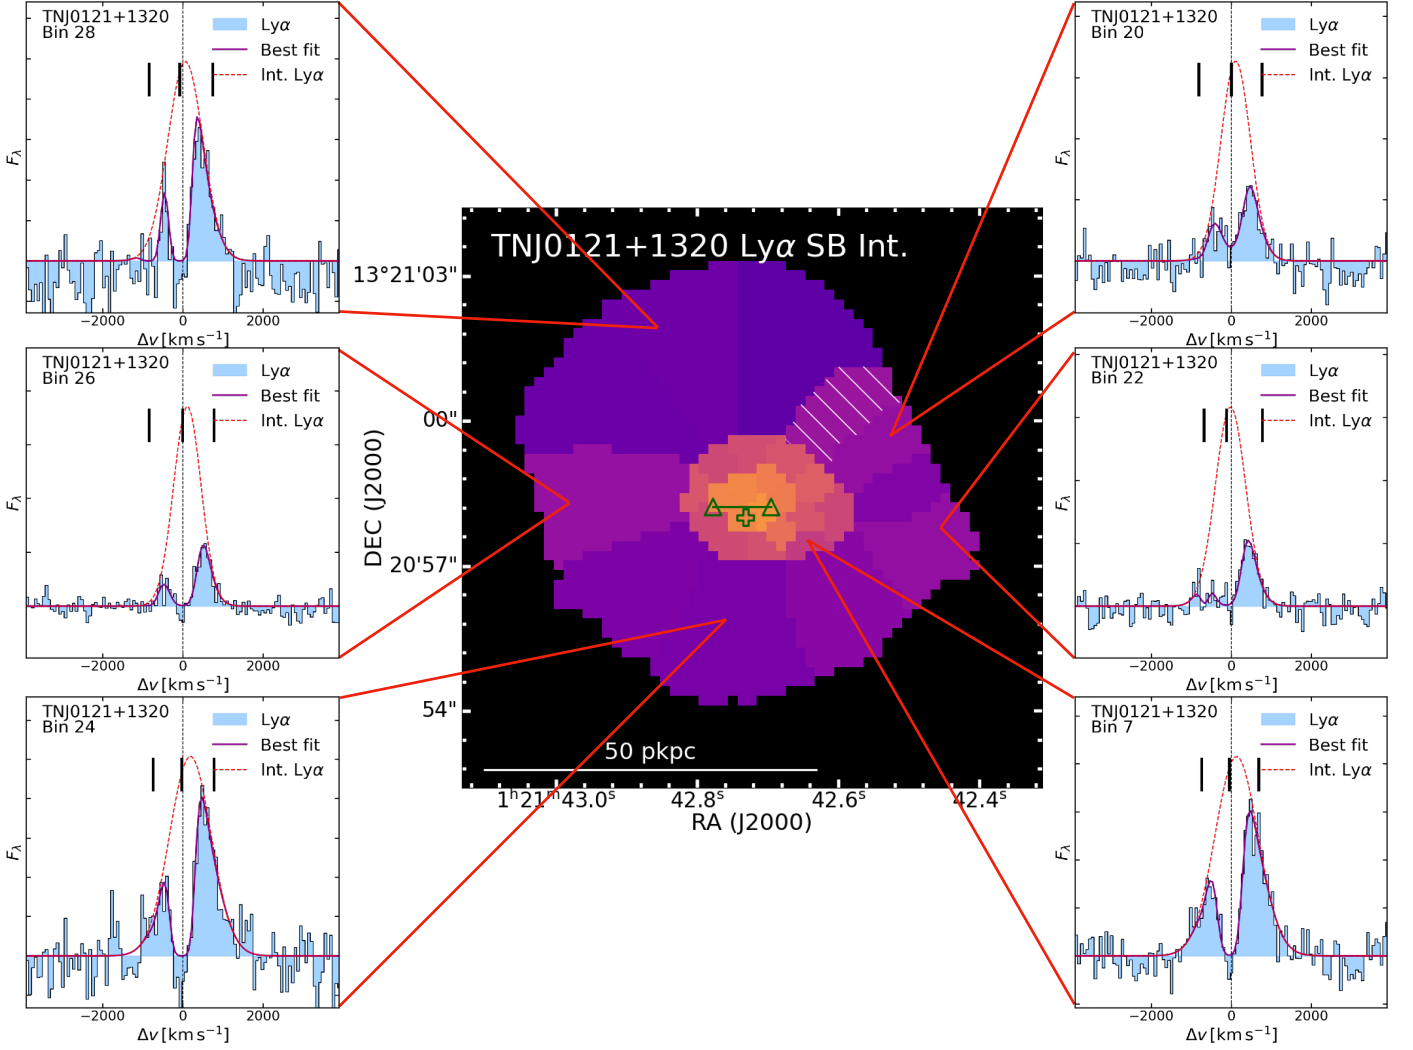 TNJ0121+1320
Bin 28
Lyα
Best fit
Int. Lyα
Fλ
−2000 0 2000
Δv [km s⁻¹]
TNJ0121+1320
Bin 26
Lyα
Best fit
Int. Lyα
Fλ
−2000 0 2000
Δv [km s⁻¹]
TNJ0121+1320
Bin 24
Lyα
Best fit
Int. Lyα
Fλ
−2000 0 2000
Δv [km s⁻¹]
TNJ0121+1320 Lyα SB Int.
13°21'03"
00"
20'57"
54"
DEC (J2000)
50 pkpc
1ʰ21ᵐ43.0ˢ 42.8ˢ 42.6ˢ 42.4ˢ
RA (J2000)
TNJ0121+1320
Bin 20
Lyα
Best fit
Int. Lyα
Fλ
−2000 0 2000
Δv [km s⁻¹]
TNJ0121+1320
Bin 22
Lyα
Best fit
Int. Lyα
Fλ
−2000 0 2000
Δv [km s⁻¹]
TNJ0121+1320
Bin 7
Lyα
Best fit
Int. Lyα
Fλ
−2000 0 2000
Δv [km s⁻¹]